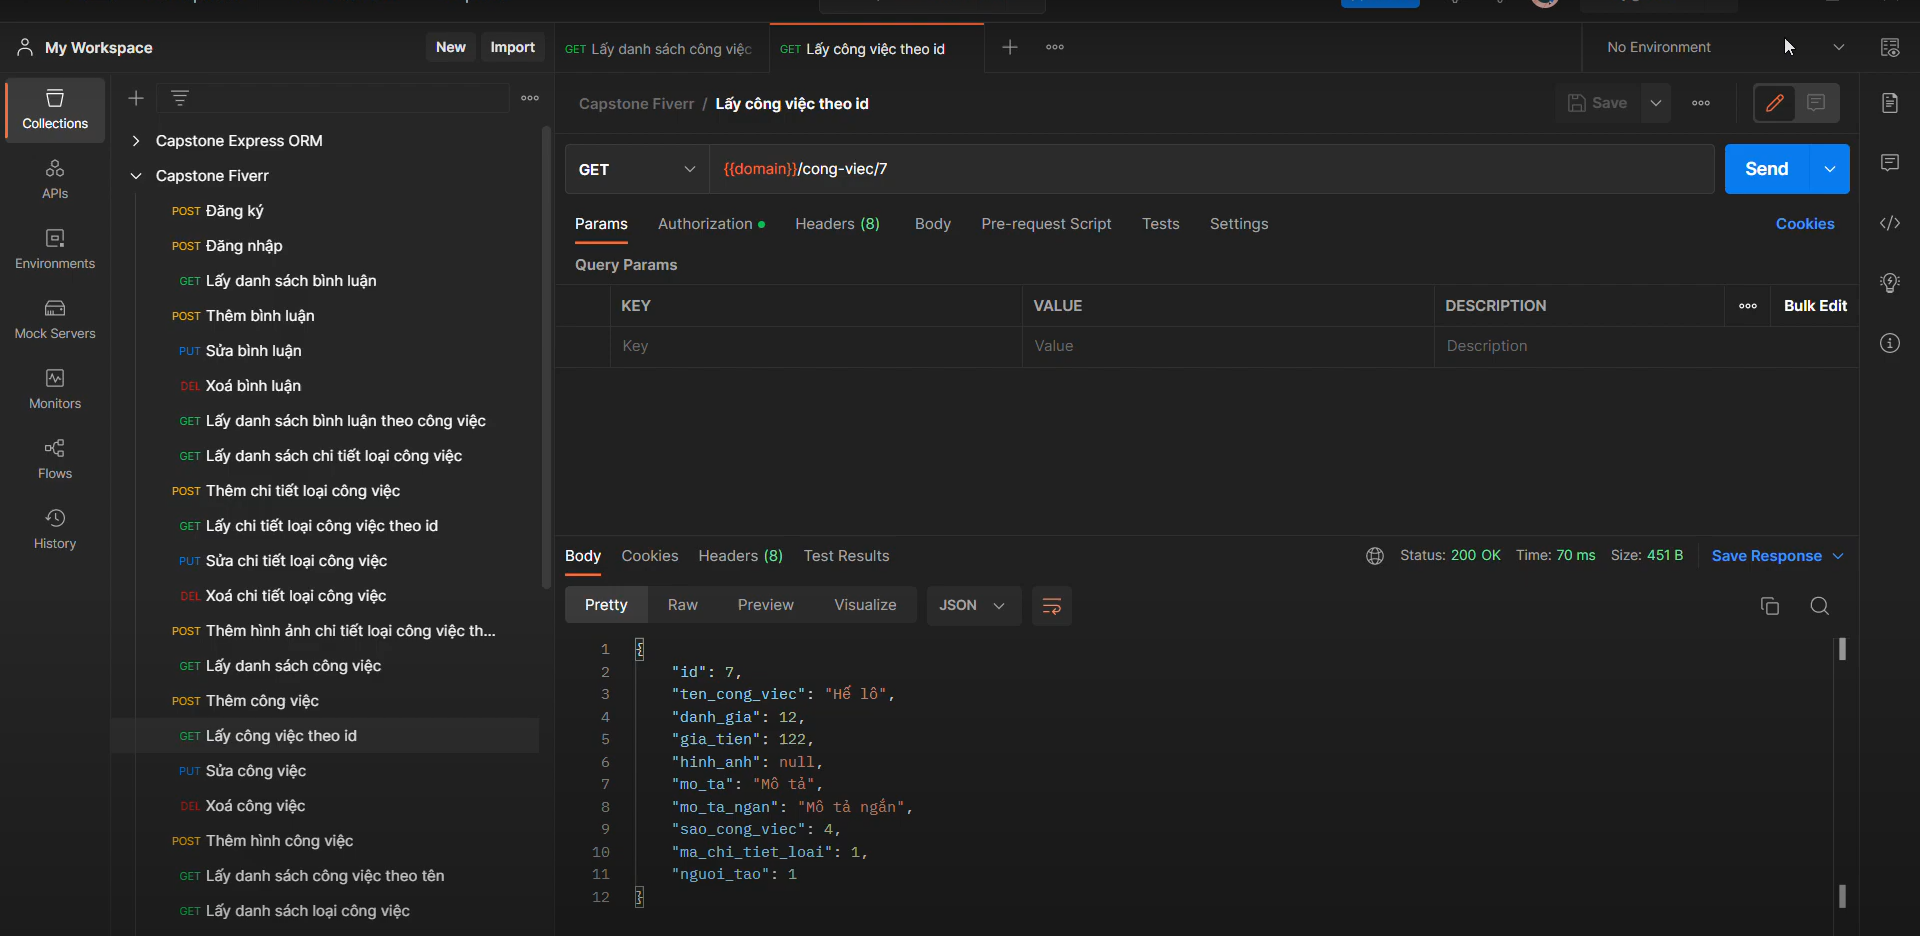 My Workspace
New
Import
GET Lấy danh sách công việc
GET Lấy công việc theo id
No Environment
Collections
APIs
Environments
Mock Servers
Monitors
Flows
History
Capstone Express ORM
Capstone Fiverr
POST Đăng ký
POST Đăng nhập
GET Lấy danh sách bình luận
POST Thêm bình luận
PUT Sửa bình luận
DEL Xoá bình luận
GET Lấy danh sách bình luận theo công việc
GET Lấy danh sách chi tiết loại công việc
POST Thêm chi tiết loại công việc
GET Lấy chi tiết loại công việc theo id
PUT Sửa chi tiết loại công việc
DEL Xoá chi tiết loại công việc
POST Thêm hình ảnh chi tiết loại công việc th...
GET Lấy danh sách công việc
POST Thêm công việc
GET Lấy công việc theo id
PUT Sửa công việc
DEL Xoá công việc
POST Thêm hình công việc
GET Lấy danh sách công việc theo tên
GET Lấy danh sách loại công việc
Capstone Fiverr / Lấy công việc theo id
Save
GET {{domain}}/cong-viec/7
Send
Params Authorization Headers (8) Body Pre-request Script Tests Settings
Cookies
Query Params
KEY VALUE DESCRIPTION Bulk Edit
Key Value Description
Body Cookies Headers (8) Test Results
Status: 200 OK Time: 70 ms Size: 451 B Save Response
Pretty Raw Preview Visualize JSON
1 {
2 "id": 7,
3 "ten_cong_viec": "Hế lô",
4 "danh_gia": 12,
5 "gia_tien": 122,
6 "hinh_anh": null,
7 "mo_ta": "Mô tả",
8 "mo_ta_ngan": "Mô tả ngắn",
9 "sao_cong_viec": 4,
10 "ma_chi_tiet_loai": 1,
11 "nguoi_tao": 1
12 }